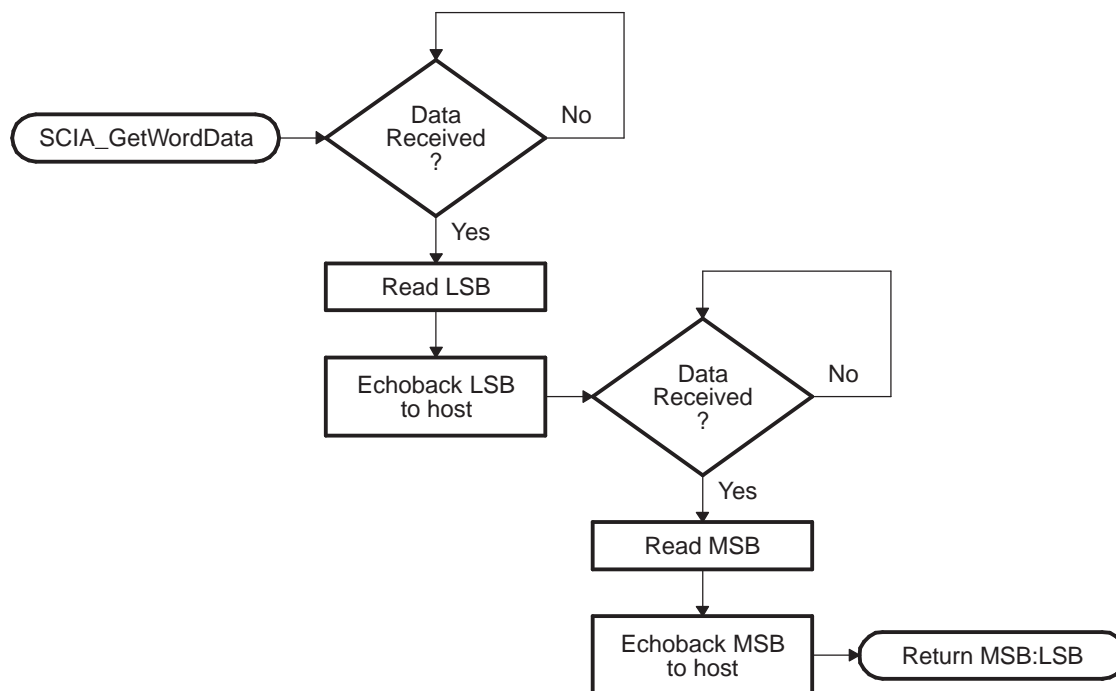 SCIA_GetWordData
Data
Received
?
No
Yes
Read LSB
Echoback LSB
to host
Data
Received
?
No
Yes
Read MSB
Echoback MSB
to host
Return MSB:LSB